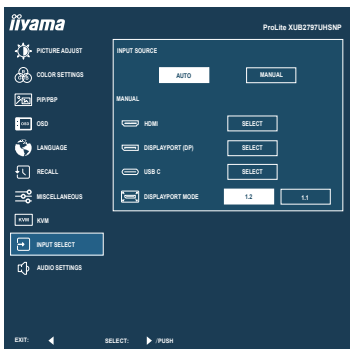 iiyama
ProLite XUB2797UHSNP
PICTURE ADJUST
COLOR SETTINGS
PIP/PBP
OSD
OSD
LANGUAGE
RECALL
MISCELLANEOUS
KVM
KVM
INPUT SELECT
AUDIO SETTINGS
INPUT SOURCE
AUTO
MANUAL
MANUAL
HDMI
SELECT
DISPLAYPORT (DP)
SELECT
USB C
SELECT
DISPLAYPORT MODE
1.2
1.1
EXIT:
SELECT:
/PUSH